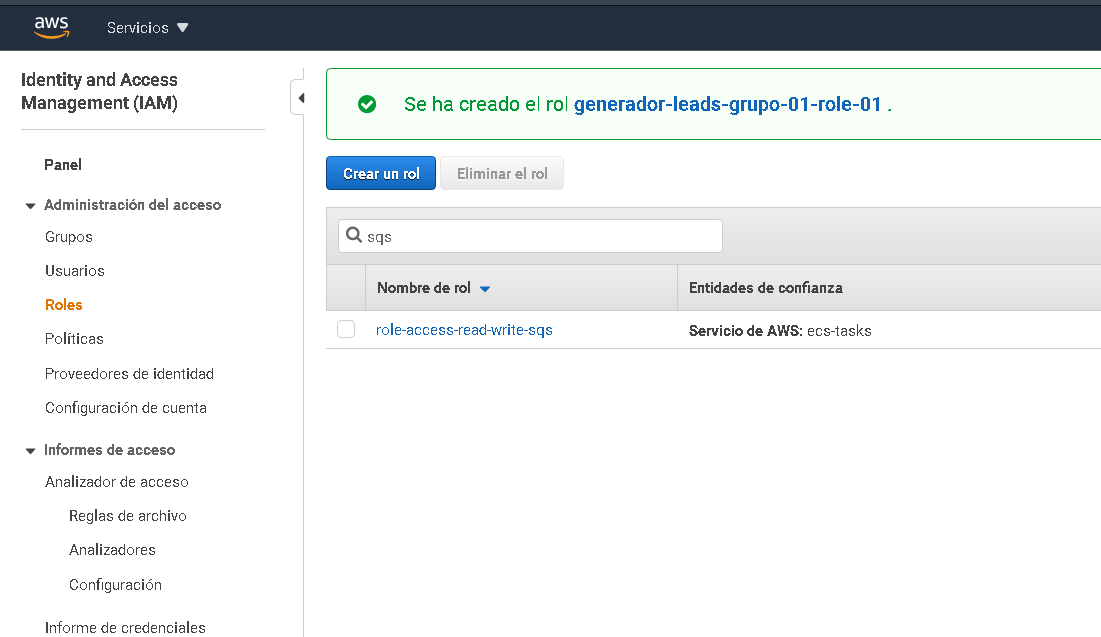 aws
Servicios
Identity and Access
Management (IAM)
Panel
Administración del acceso
Grupos
Usuarios
Roles
Políticas
Proveedores de identidad
Configuración de cuenta
Informes de acceso
Analizador de acceso
Reglas de archivo
Analizadores
Configuración
Informe de credenciales
Se ha creado el rol generador-leads-grupo-01-role-01 .
Crear un rol Eliminar el rol
sqs
Nombre de rol Entidades de confianza
role-access-read-write-sqs Servicio de AWS: ecs-tasks